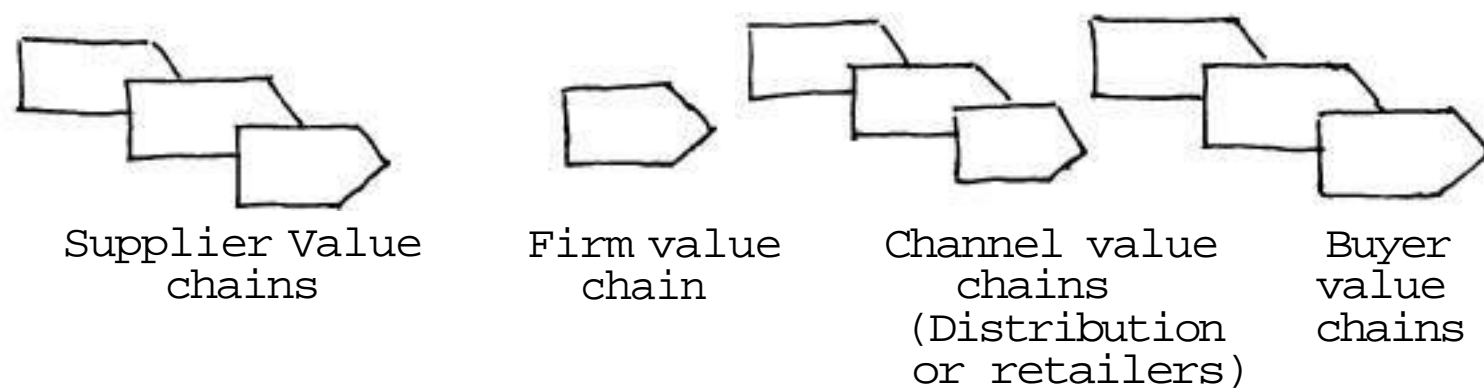 Supplier Value
chains
Firm value
chain
Channel value
chains
(Distribution
or retailers)
Buyer
value
chains